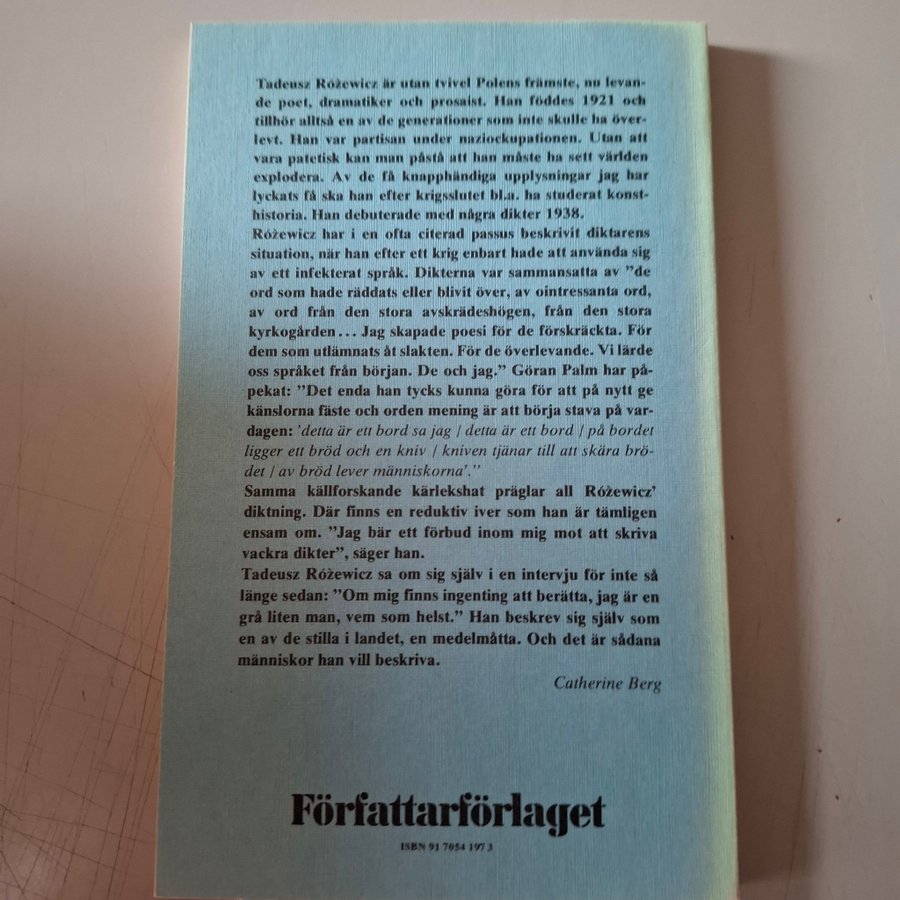 Tadeusz Różewicz är utan tvivel Polens främste, nu levan-
de poet, dramatiker och prosaist. Han föddes 1921 och
tillhör alltså en av de generationer som inte skulle ha över-
levt. Han var partisan under naziockupationen. Utan att
vara patetisk kan man påstå att han måste ha sett världen
explodera. Av de få knapphändiga upplysningar jag har
lyckats få ska han efter krigsslutet bl.a. ha studerat konst-
historia. Han debuterade med några dikter 1938.
Różewicz har i en ofta citerad passus beskrivit diktarens
situation, när han efter ett krig enbart hade att använda sig
av ett infekterat språk. Dikterna var sammansatta av ”de
ord som hade räddats eller blivit över, av ointressanta ord,
av ord från den stora avskrädeshögen, från den stora
kyrkogården... Jag skapade poesi för de förskräckta. För
dem som utlämnats åt slakten. För de överlevande. Vi lärde
oss språket från början. De och jag.” Göran Palm har på-
pekat: ”Det enda han tycks kunna göra för att på nytt ge
känslorna fäste och orden mening är att börja stava på var-
dagen: ’detta är ett bord sa jag / detta är ett bord / på bordet
ligger ett bröd och en kniv / kniven tjänar till att skära brö-
det / av bröd lever människorna’.”
Samma källforskande kärlekshat präglar all Różewicz’
diktning. Där finns en reduktiv iver som han är tämligen
ensam om. ”Jag bär ett förbud inom mig mot att skriva
vackra dikter”, säger han.
Tadeusz Różewicz sa om sig själv i en intervju för inte så
länge sedan: ”Om mig finns ingenting att berätta, jag är en
grå liten man, vem som helst.” Han beskrev sig själv som
en av de stilla i landet, en medelmåtta. Och det är sådana
människor han vill beskriva.
Catherine Berg
Författarförlaget
ISBN 91 7054 197 3